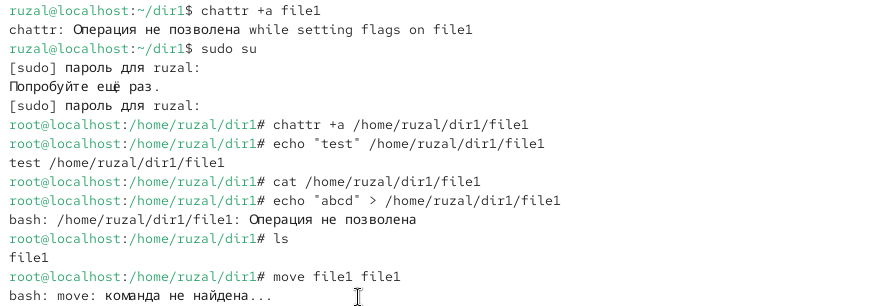 ruzal@localhost:~/dir1$ chattr +a file1
chattr: Операция не позволена while setting flags on file1
ruzal@localhost:~/dir1$ sudo su
[sudo] пароль для ruzal:
Попробуйте ещё раз.
[sudo] пароль для ruzal:
root@localhost:/home/ruzal/dir1# chattr +a /home/ruzal/dir1/file1
root@localhost:/home/ruzal/dir1# echo "test" /home/ruzal/dir1/file1
test /home/ruzal/dir1/file1
root@localhost:/home/ruzal/dir1# cat /home/ruzal/dir1/file1
root@localhost:/home/ruzal/dir1# echo "abcd" > /home/ruzal/dir1/file1
bash: /home/ruzal/dir1/file1: Операция не позволена
root@localhost:/home/ruzal/dir1# ls
file1
root@localhost:/home/ruzal/dir1# move file1 file1
bash: move: команда не найдена...